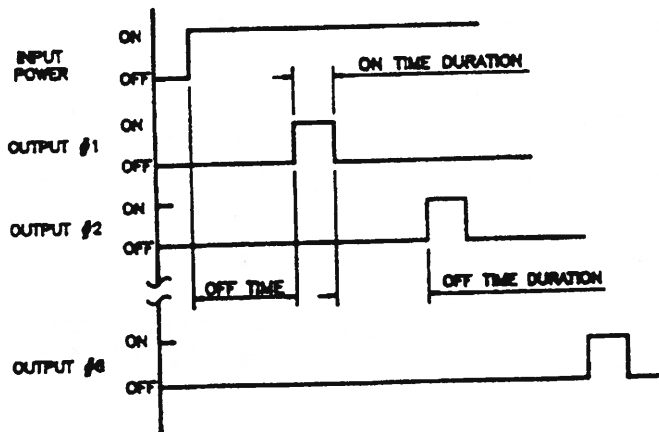 ON
INPUT
POWER
OFF
ON TIME DURATION
ON
OUTPUT #1
OFF
ON
OUTPUT #2
OFF
OFF TIME
OFF TIME DURATION
ON
OUTPUT
OFF